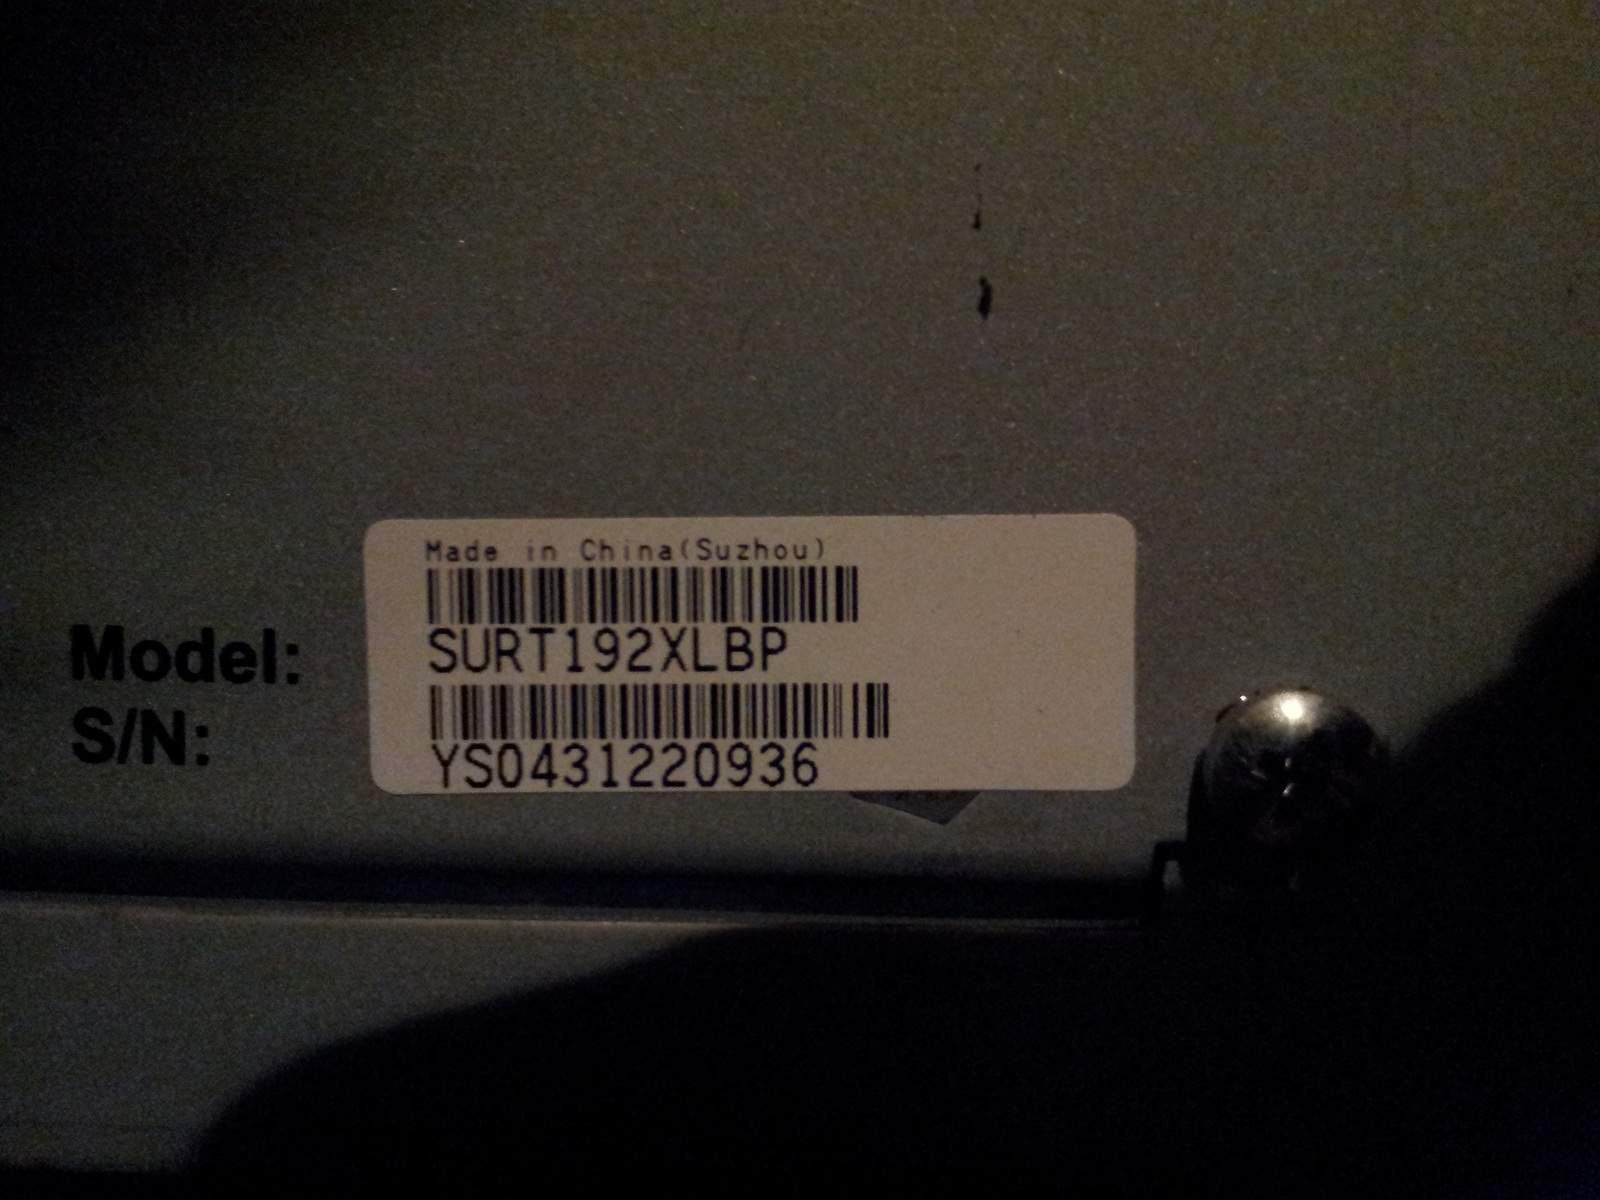 Made in China(Suzhou)
Model: SURT192XLBP
S/N: YS0431220936